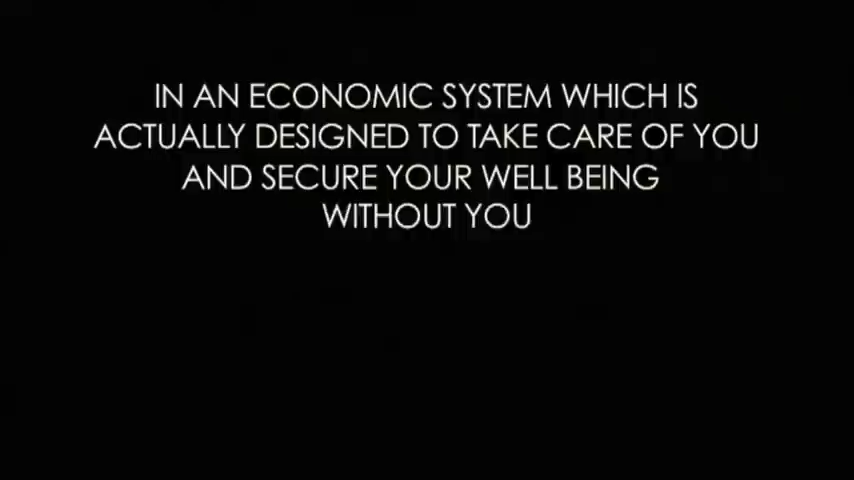 IN AN ECONOMIC SYSTEM WHICH IS
ACTUALLY DESIGNED TO TAKE CARE OF YOU
AND SECURE YOUR WELL BEING
WITHOUT YOU